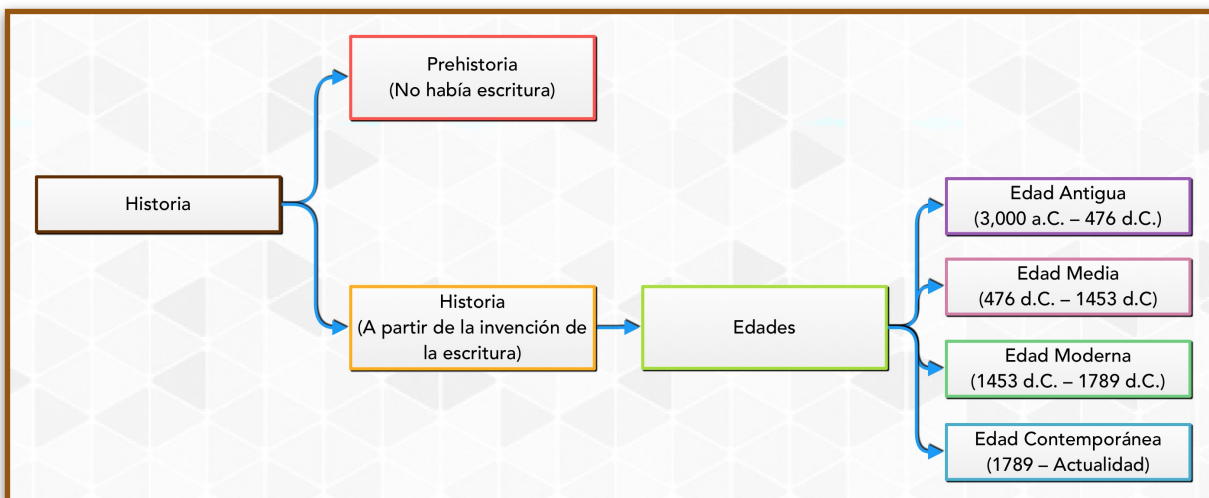 Historia
Prehistoria
(No había escritura)
Historia
(A partir de la invención de
la escritura)
Edades
Edad Antigua
(3,000 a.C. – 476 d.C.)
Edad Media
(476 d.C. – 1453 d.C)
Edad Moderna
(1453 d.C. – 1789 d.C.)
Edad Contemporánea
(1789 – Actualidad)